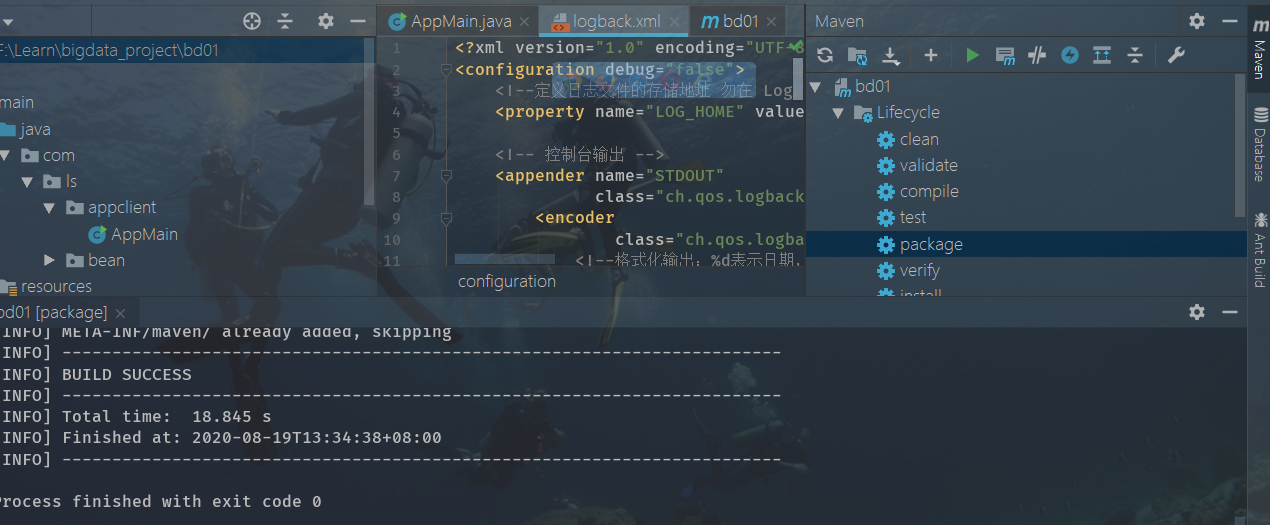 F:\Learn\bigdata_project\bd01
main
java
com
ls
appclient
AppMain
bean
resources
AppMain.java
logback.xml
bd01
1 <?xml version="1.0" encoding="UTF-8
2 <configuration debug="false">
3 <!--定义日志文件的存储地址 勿在 Log
4 <property name="LOG_HOME" value
5
6 <!-- 控制台输出 -->
7 <appender name="STDOUT"
8 class="ch.qos.logback
9 <encoder
10 class="ch.qos.logba
11 <!--格式化输出：%d表示日期,
configuration
Maven
bd01
Lifecycle
clean
validate
compile
test
package
verify
install
Maven
Database
Ant Build
bd01 [package]
INFO] META-INF/maven/ already added, skipping
INFO] ------------------------------------------------------------------------
INFO] BUILD SUCCESS
INFO] ------------------------------------------------------------------------
INFO] Total time:  18.845 s
INFO] Finished at: 2020-08-19T13:34:38+08:00
INFO] ------------------------------------------------------------------------
Process finished with exit code 0